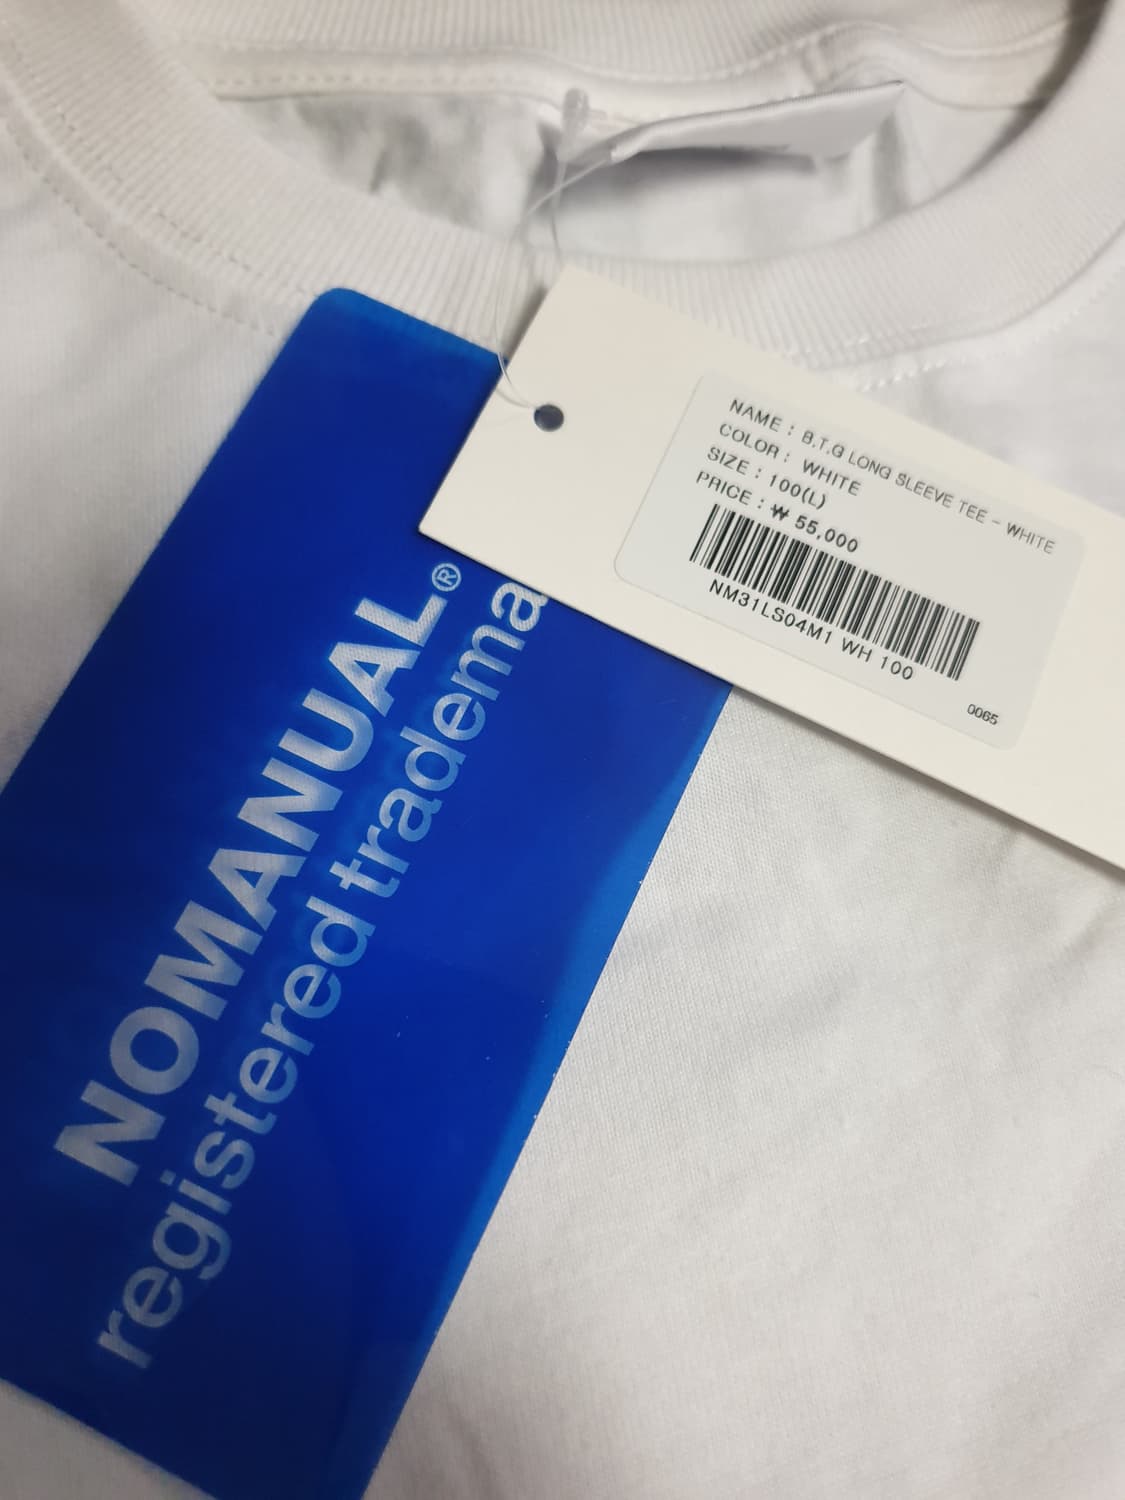 NAME : B.T.G LONG SLEEVE TEE - WHITE
COLOR : WHITE
SIZE : 100(L)
PRICE : ₩ 55,000
NM31LS04M1 WH 100
0065
NOMANUAL®
registered tradema